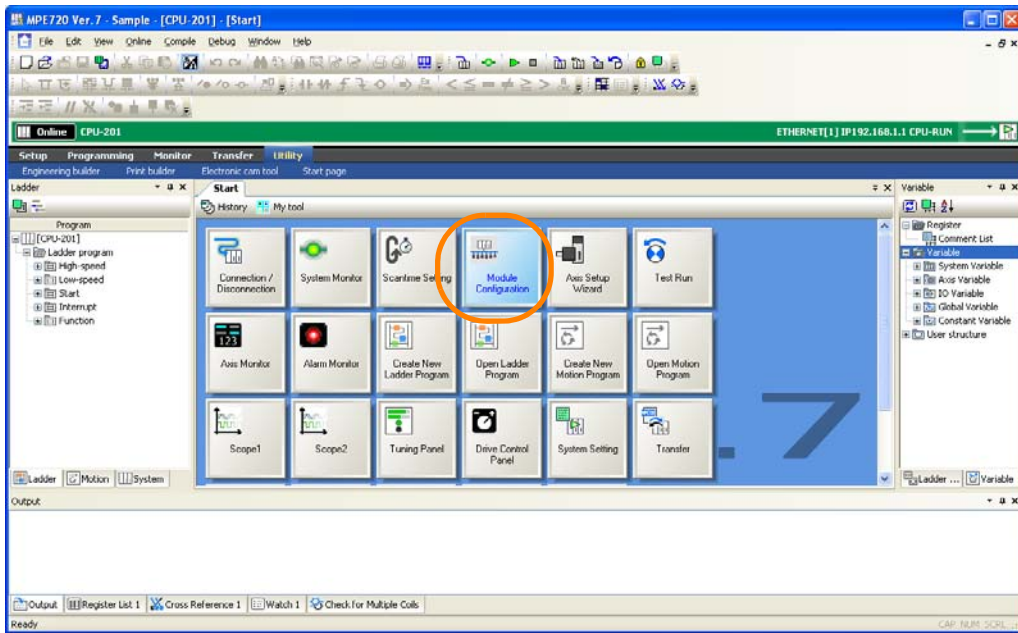 MPE720 Ver. 7 - Sample - [CPU-201] - [Start]
File Edit View Online Compile Debug Window Help
Online CPU-201
ETHERNET[1] IP192.168.1.1 CPU-RUN
Setup Programming Monitor Transfer Utility
Engineering builder Print builder Electronic cam tool Start page
Ladder
Program
[CPU-201]
Ladder program
High-speed
Low-speed
Start
Interrupt
Function
Ladder Motion System
Start
History My tool
Connection /
Disconnection
System Monitor
Scantime Setting
Module
Configuration
Axis Setup
Wizard
Test Run
123
Axis Monitor
Alarm Monitor
Create New
Ladder Program
Open Ladder
Program
Create New
Motion Program
Open Motion
Program
Scope1
Scope2
Tuning Panel
Drive Control
Panel
System Setting
Transfer
.7
Variable
Register
Comment List
Variable
System Variable
Axis Variable
IO Variable
Global Variable
Constant Variable
User structure
Ladder ... Variable
Output
Output Register List 1 Cross Reference 1 Watch 1 Check for Multiple Coils
Ready
CAP NUM SCRL